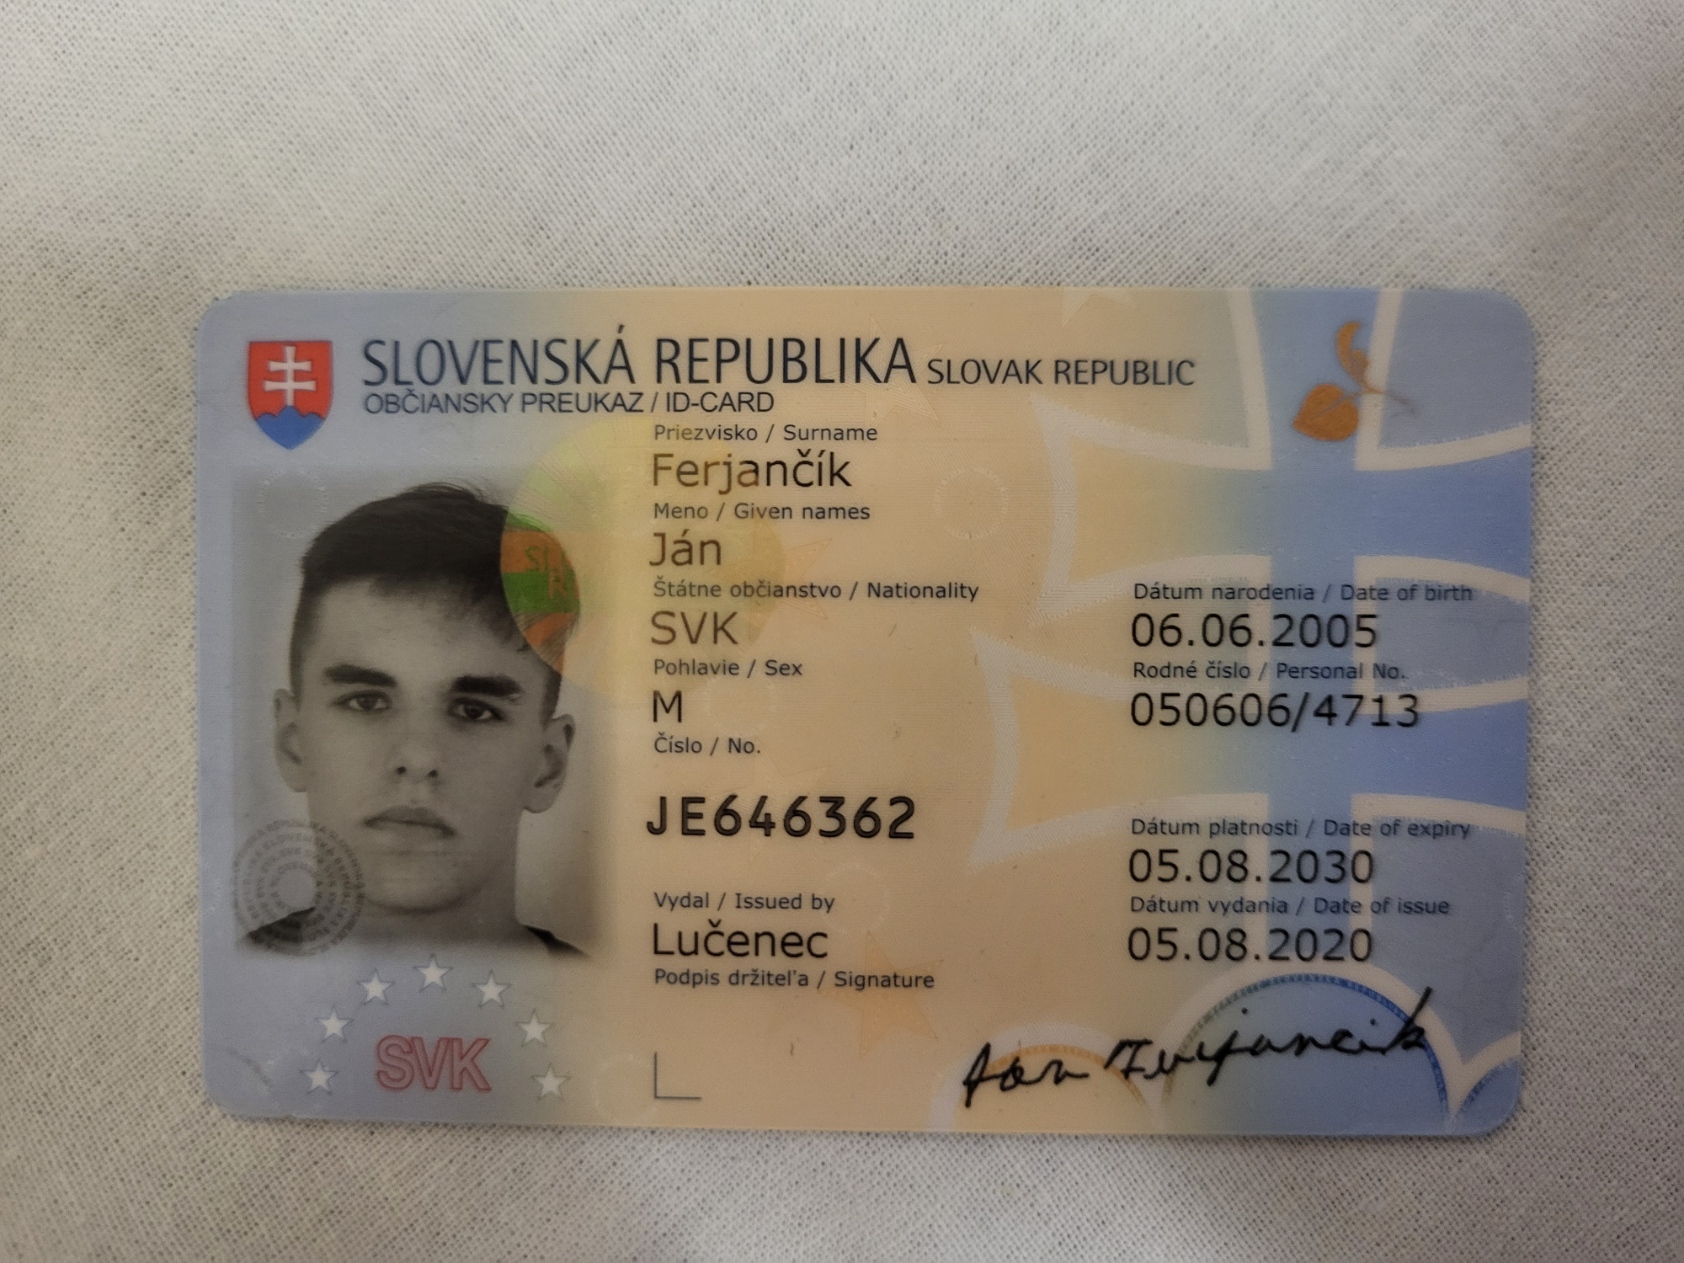 SLOVENSKÁ REPUBLIKA SLOVAK REPUBLIC
OBČIANSKY PREUKAZ / ID-CARD
Priezvisko / Surname
Ferjančík
Meno / Given names
Ján
Štátne občianstvo / Nationality Dátum narodenia / Date of birth
SVK 06.06.2005
Pohlavie / Sex Rodné číslo / Personal No.
M 050606/4713
Číslo / No.
JE646362
Dátum platnosti / Date of expiry
05.08.2030
Vydal / Issued by Dátum vydania / Date of issue
Lučenec 05.08.2020
Podpis držiteľa / Signature
SVK